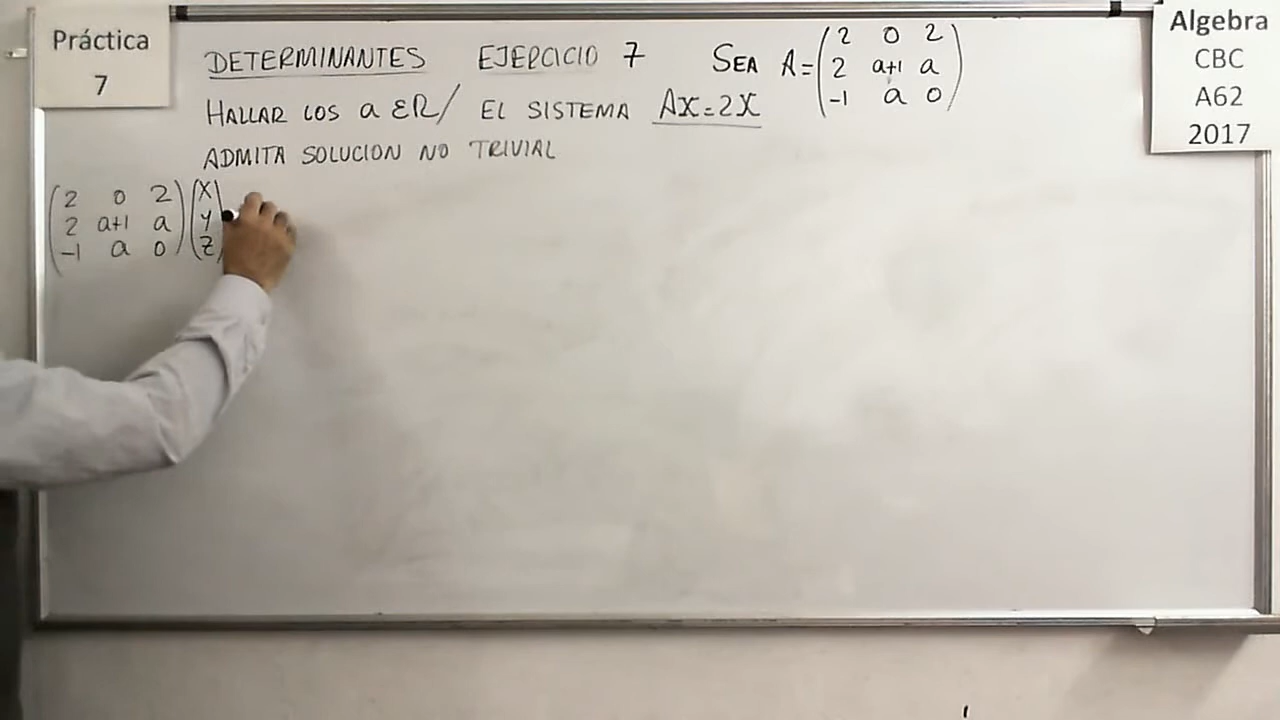 Práctica
7
DETERMINANTES EJERCICIO 7 SEA A= (2 0 2
2 a+1 a
-1 a 0)
HALLAR LOS a ER/ EL SISTEMA AX=2X
ADMITA SOLUCION NO TRIVIAL
Algebra
CBC
A62
2017
(2 0 2) (X
2 a+1 a y
-1 a 0) z)